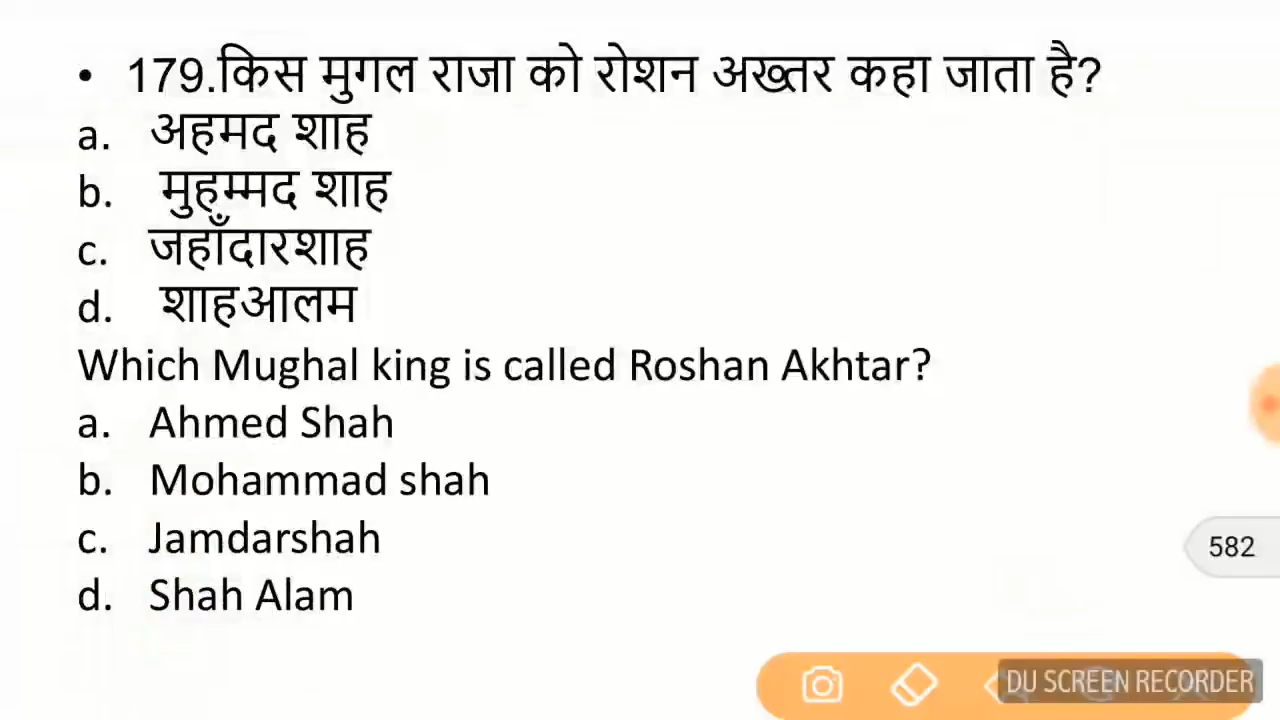 • 179.किस मुगल राजा को रोशन अख्तर कहा जाता है?
a. अहमद शाह
b. मुहम्मद शाह
c. जहाँदारशाह
d. शाहआलम
Which Mughal king is called Roshan Akhtar?
a. Ahmed Shah
b. Mohammad shah
c. Jamdarshah
d. Shah Alam
582
DU SCREEN RECORDER